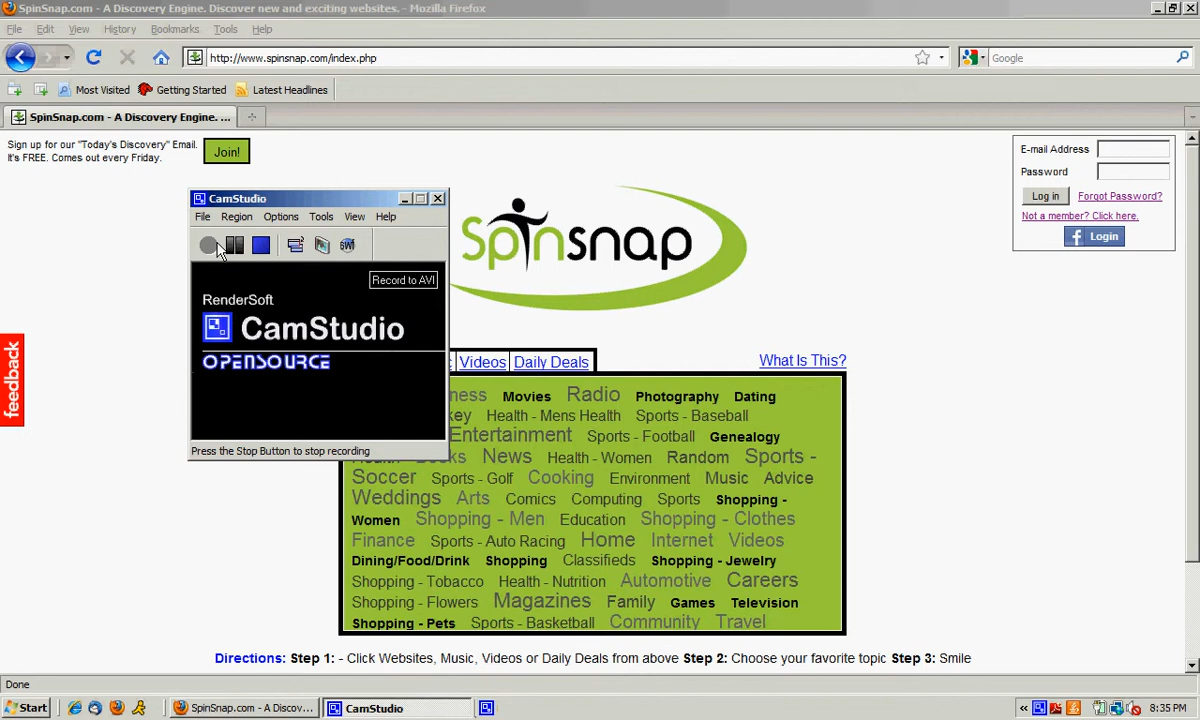 SpinSnap.com - A Discovery Engine. Discover new and exciting websites. - Mozilla Firefox
File Edit View History Bookmarks Tools Help
http://www.spinsnap.com/index.php
Google
Most Visited Getting Started Latest Headlines
SpinSnap.com - A Discovery Engine. ...
Sign up for our "Today's Discovery" Email.
It's FREE. Comes out every Friday.
Join!
E-mail Address
Password
Log in Forgot Password?
Not a member? Click here.
f Login
CamStudio
File Region Options Tools View Help
Record to AVI
RenderSoft
CamStudio
OPENSOURCE
Press the Stop Button to stop recording
Spinsnap
feedback
Videos Daily Deals
What Is This?
ness Movies Radio Photography Dating
key Health - Mens Health Sports - Baseball
Entertainment Sports - Football Genealogy
Books News Health - Women Random Sports -
Soccer Sports - Golf Cooking Environment Music Advice
Weddings Arts Comics Computing Sports Shopping -
Women Shopping - Men Education Shopping - Clothes
Finance Sports - Auto Racing Home Internet Videos
Dining/Food/Drink Shopping Classifieds Shopping - Jewelry
Shopping - Tobacco Health - Nutrition Automotive Careers
Shopping - Flowers Magazines Family Games Television
Shopping - Pets Sports - Basketball Community Travel
Directions: Step 1: - Click Websites, Music, Videos or Daily Deals from above Step 2: Choose your favorite topic Step 3: Smile
Done
Start SpinSnap.com - A Discov... CamStudio 8:35 PM